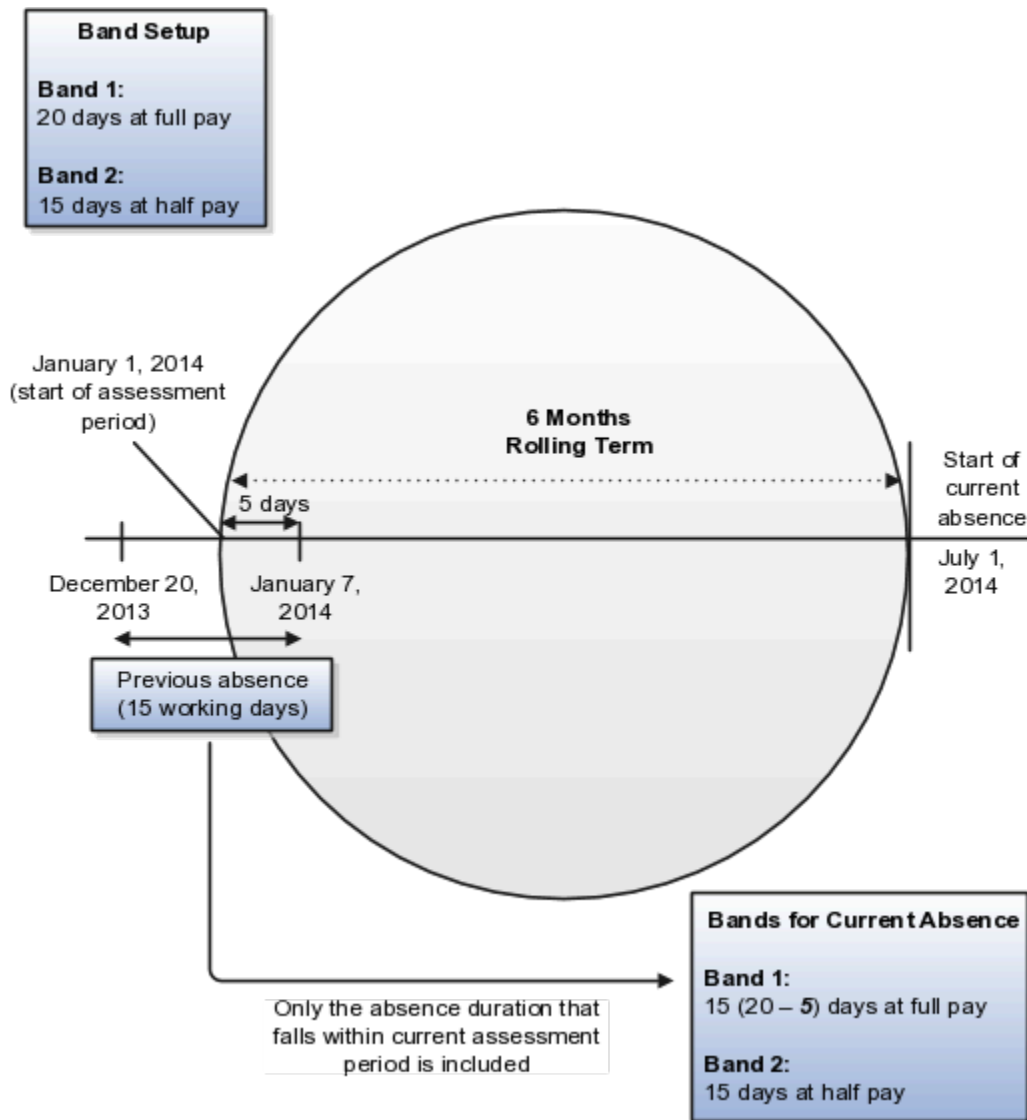 Band Setup
Band 1:
20 days at full pay
Band 2:
15 days at half pay
January 1, 2014
(start of assessment
period)
6 Months
Rolling Term
5 days
Start of
current
absence
July 1,
2014
December 20,
2013
January 7,
2014
Previous absence
(15 working days)
Only the absence duration that
falls within current assessment
period is included
Bands for Current Absence
Band 1:
15 (20 – 5) days at full pay
Band 2:
15 days at half pay